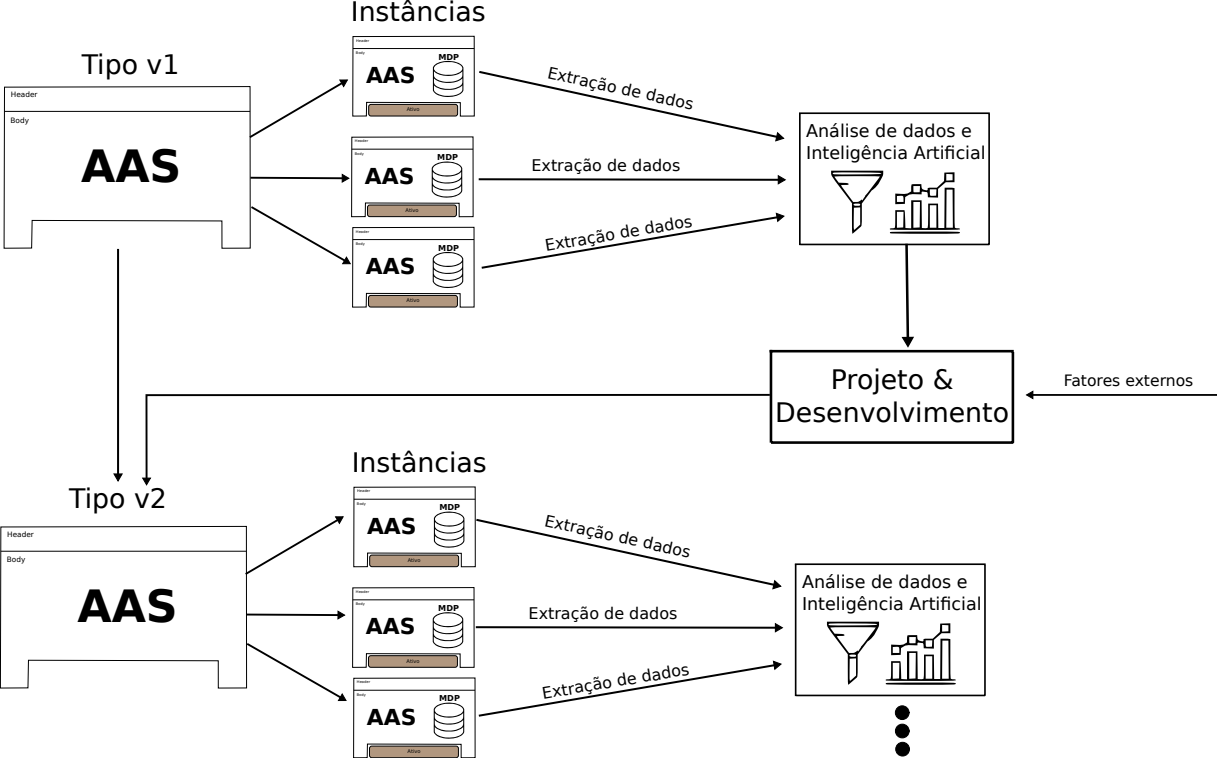 Instâncias
Tipo v1
Header
Body
AAS
Header
Body
MDP
AAS
Ativo
Header
Body
MDP
AAS
Ativo
Header
Body
MDP
AAS
Ativo
Extração de dados
Extração de dados
Extração de dados
Análise de dados e
Inteligência Artificial
Projeto &
Desenvolvimento
Fatores externos
Instâncias
Tipo v2
Header
Body
AAS
Header
Body
MDP
AAS
Ativo
Header
Body
MDP
AAS
Ativo
Header
Body
MDP
AAS
Ativo
Extração de dados
Extração de dados
Extração de dados
Análise de dados e
Inteligência Artificial